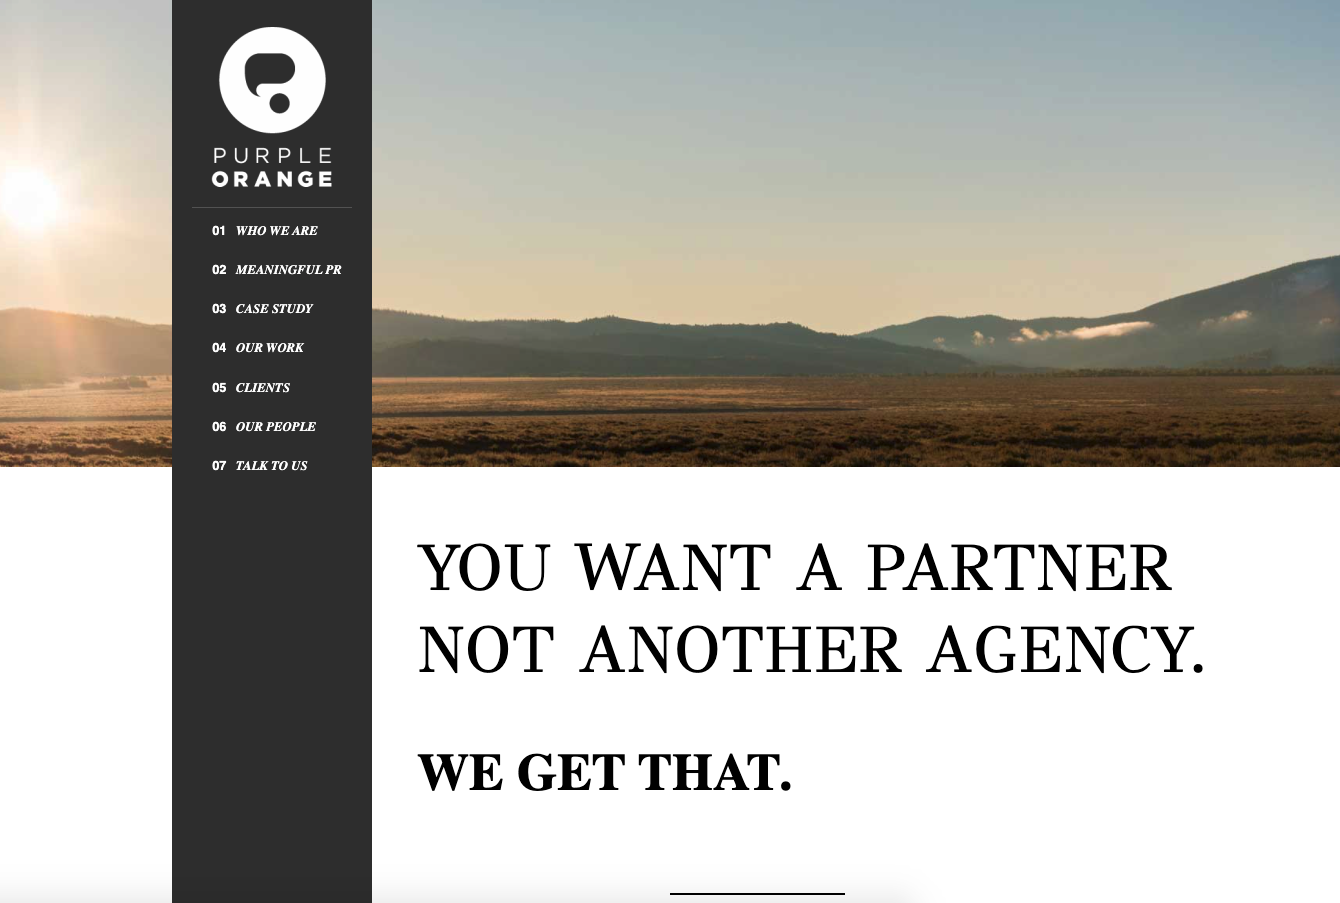 PURPLE
ORANGE
01 WHO WE ARE
02 MEANINGFUL PR
03 CASE STUDY
04 OUR WORK
05 CLIENTS
06 OUR PEOPLE
07 TALK TO US
YOU WANT A PARTNER
NOT ANOTHER AGENCY.
WE GET THAT.